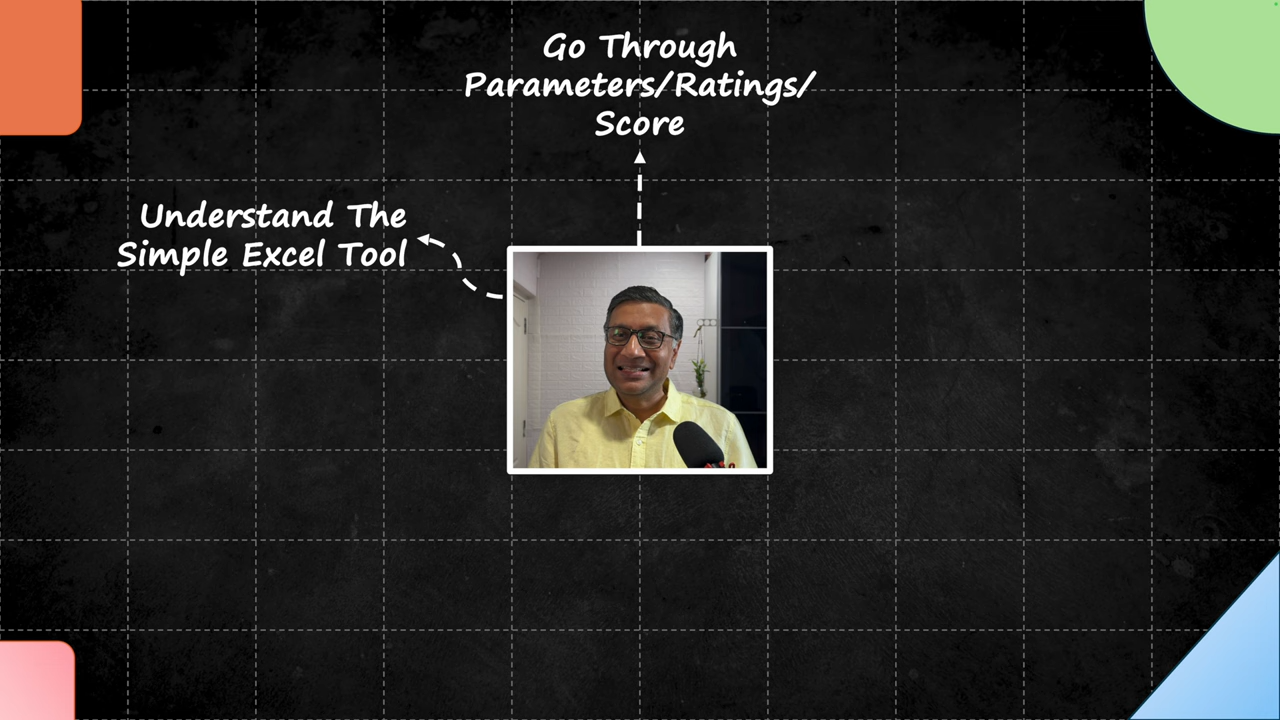 Go Through
Parameters/Ratings/
Score
Understand The
Simple Excel Tool